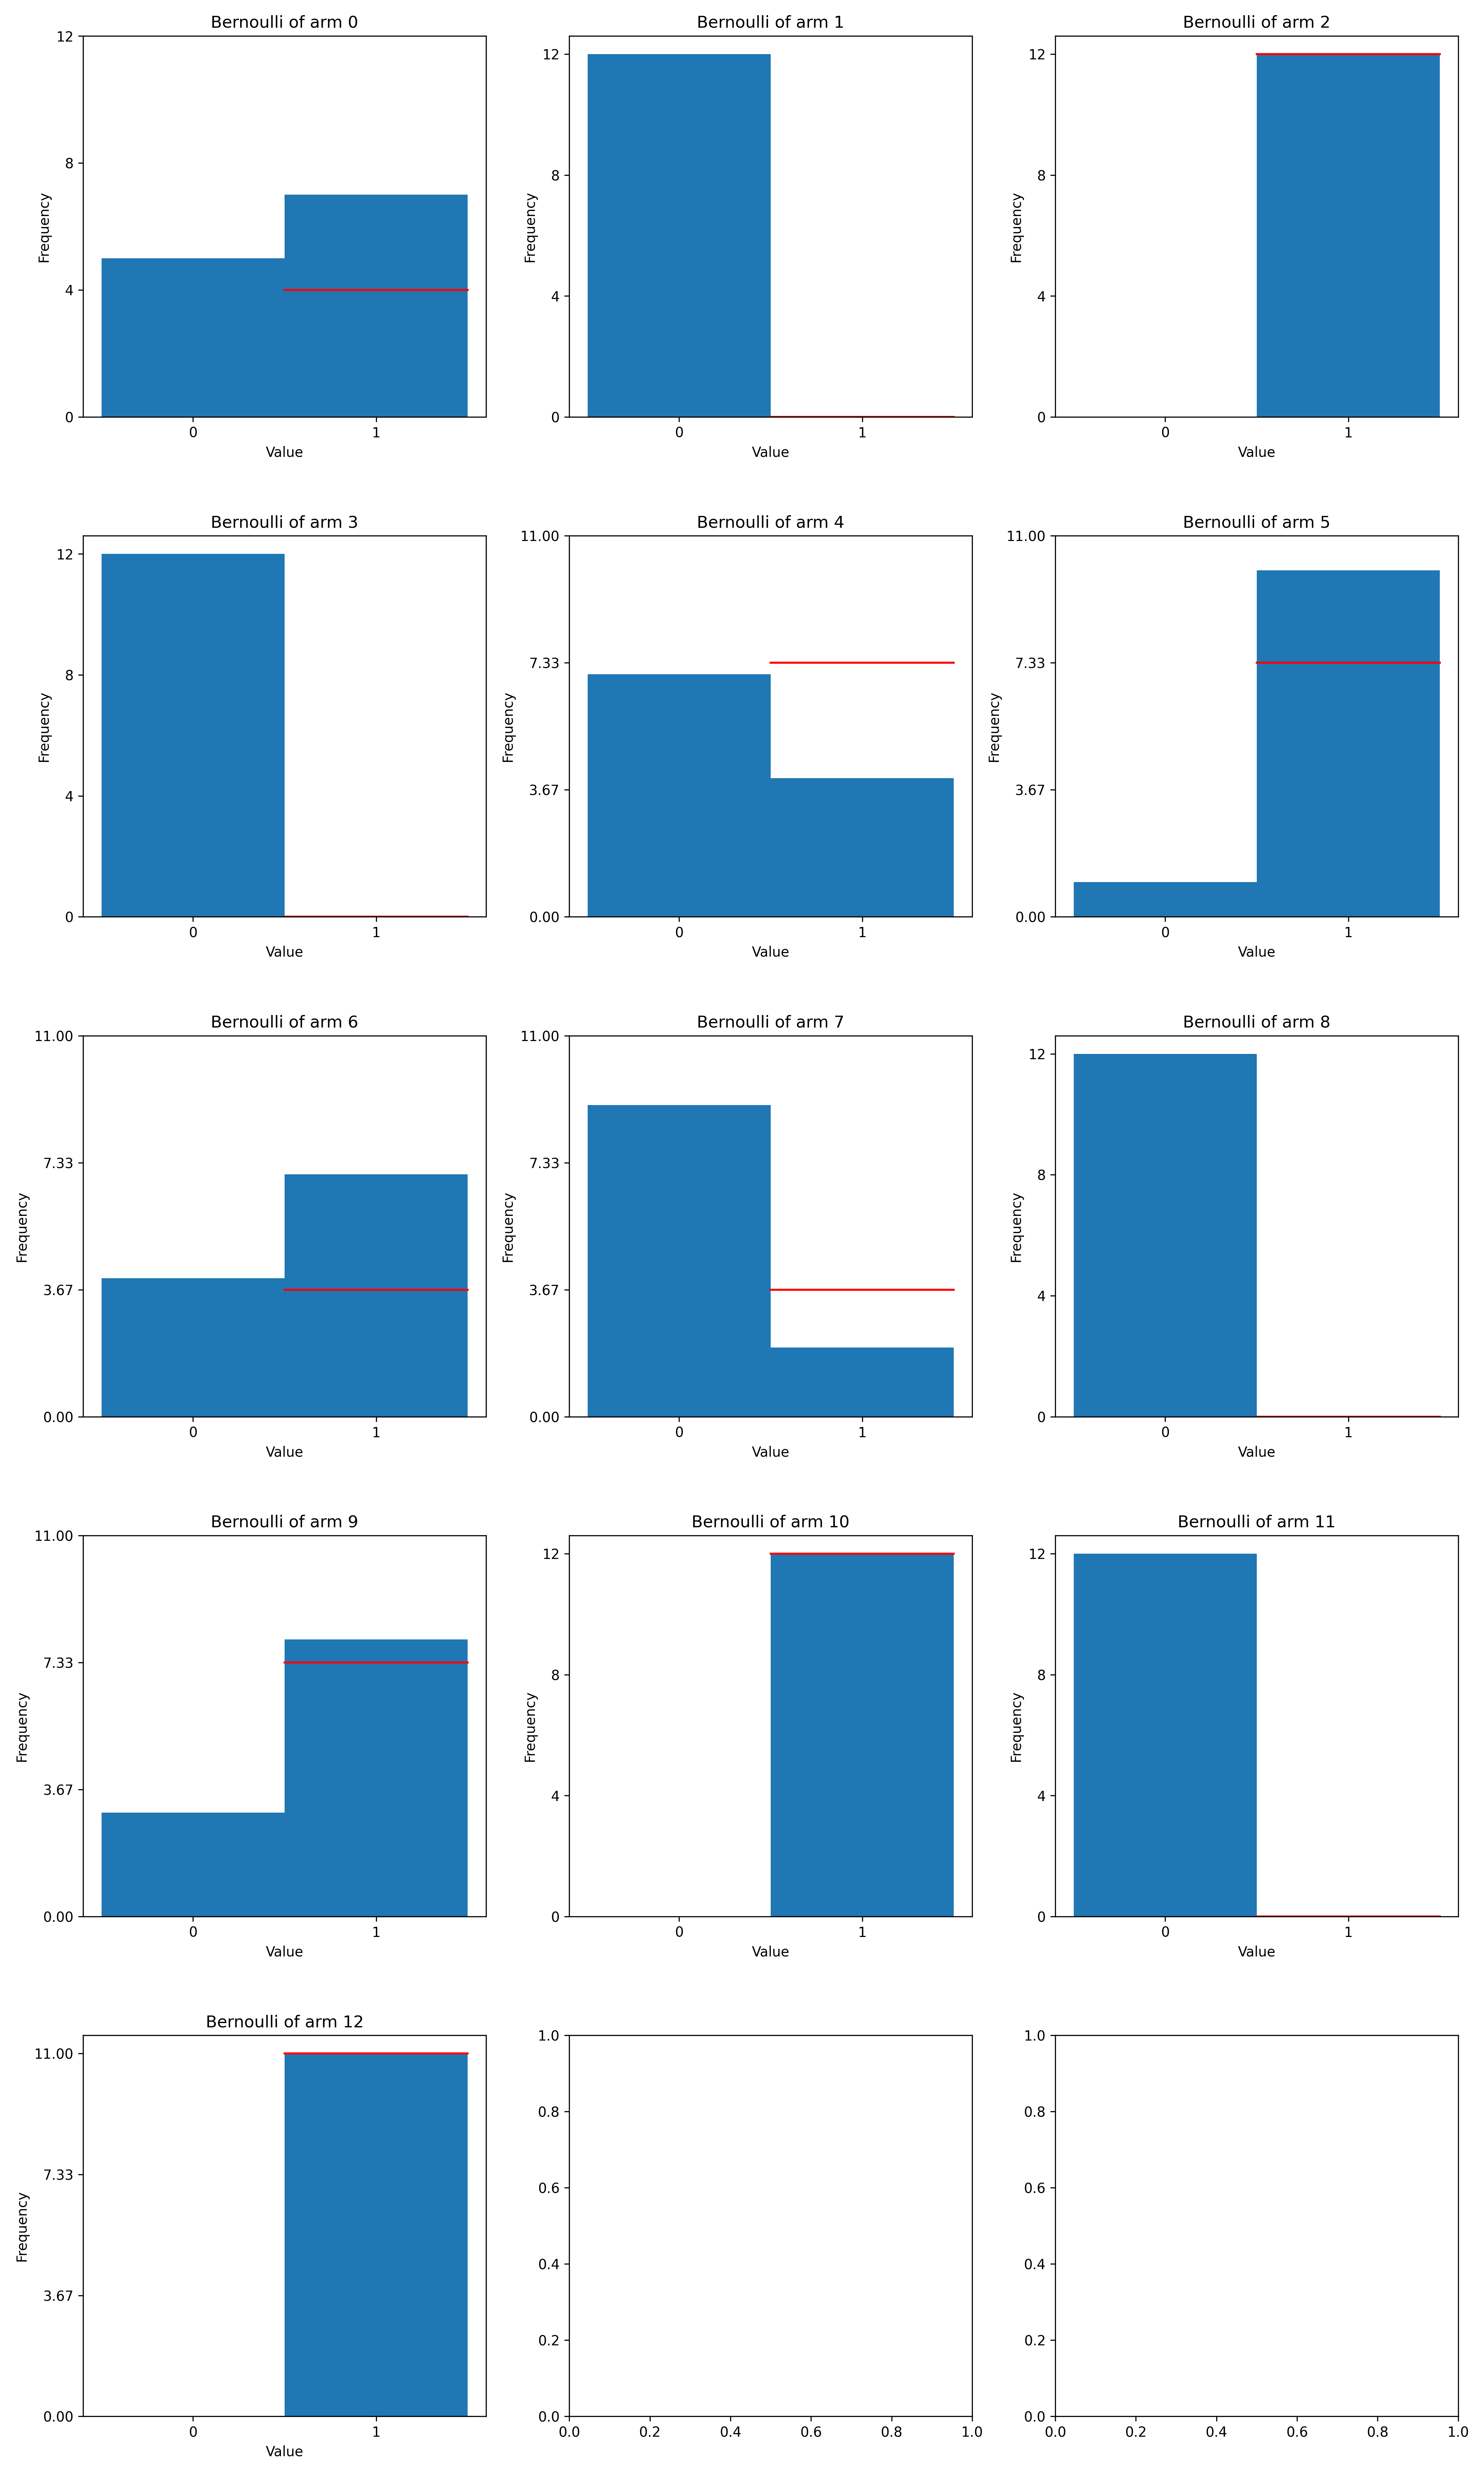 Bernoulli of arm 0
12
8
4
0
Frequency
0 1
Value
Bernoulli of arm 1
12
8
4
0
Frequency
0 1
Value
Bernoulli of arm 2
12
8
4
0
Frequency
0 1
Value
Bernoulli of arm 3
12
8
4
0
Frequency
0 1
Value
Bernoulli of arm 4
11.00
7.33
3.67
0.00
Frequency
0 1
Value
Bernoulli of arm 5
11.00
7.33
3.67
0.00
Frequency
0 1
Value
Bernoulli of arm 6
11.00
7.33
3.67
0.00
Frequency
0 1
Value
Bernoulli of arm 7
11.00
7.33
3.67
0.00
Frequency
0 1
Value
Bernoulli of arm 8
12
8
4
0
Frequency
0 1
Value
Bernoulli of arm 9
11.00
7.33
3.67
0.00
Frequency
0 1
Value
Bernoulli of arm 10
12
8
4
0
Frequency
0 1
Value
Bernoulli of arm 11
12
8
4
0
Frequency
0 1
Value
Bernoulli of arm 12
11.00
7.33
3.67
0.00
Frequency
0 1
Value
1.0
0.8
0.6
0.4
0.2
0.0
0.0 0.2 0.4 0.6 0.8 1.0
1.0
0.8
0.6
0.4
0.2
0.0
0.0 0.2 0.4 0.6 0.8 1.0